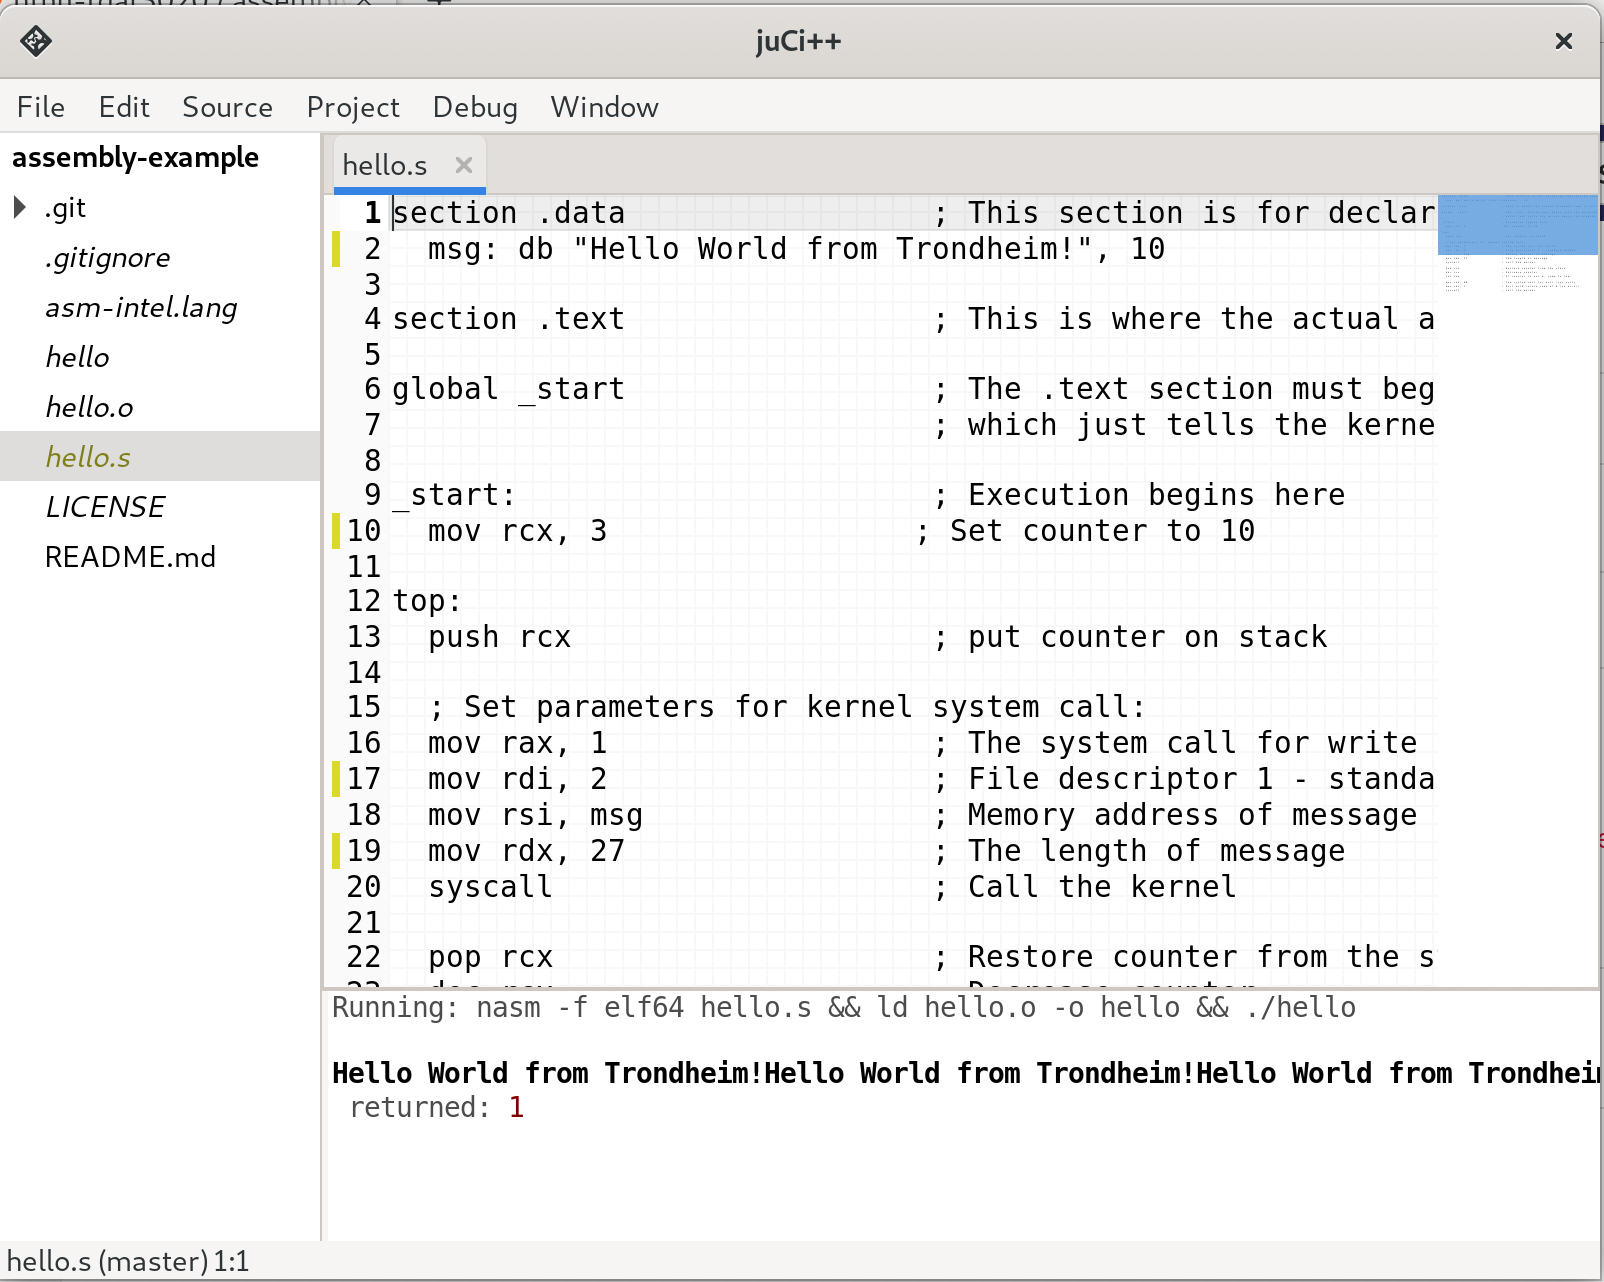 juCi++
File Edit Source Project Debug Window
assembly-example
.git
.gitignore
asm-intel.lang
hello
hello.o
hello.s
LICENSE
README.md
hello.s
1 section .data ; This section is for declar
2 msg: db "Hello World from Trondheim!", 10
3
4 section .text ; This is where the actual a
5
6 global _start ; The .text section must beg
7 ; which just tells the kerne
8
9 _start: ; Execution begins here
10 mov rcx, 3 ; Set counter to 10
11
12 top:
13 push rcx ; put counter on stack
14
15 ; Set parameters for kernel system call:
16 mov rax, 1 ; The system call for write
17 mov rdi, 2 ; File descriptor 1 - standa
18 mov rsi, msg ; Memory address of message
19 mov rdx, 27 ; The length of message
20 syscall ; Call the kernel
21
22 pop rcx ; Restore counter from the s
Running: nasm -f elf64 hello.s && ld hello.o -o hello && ./hello
Hello World from Trondheim!Hello World from Trondheim!Hello World from Trondheim
returned: 1
hello.s (master) 1:1